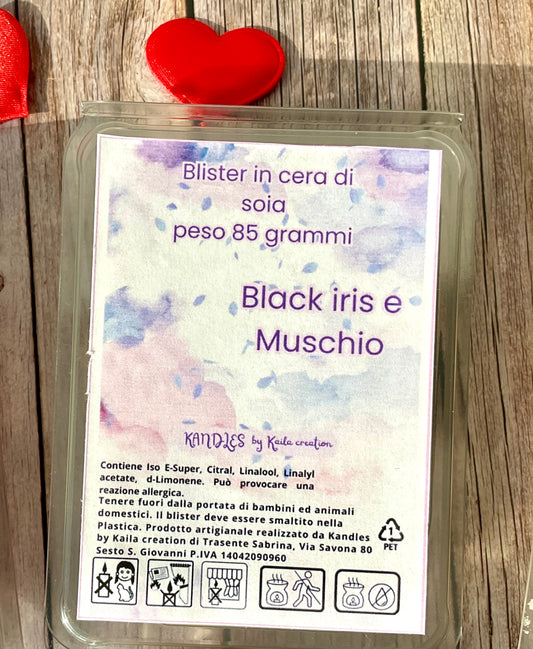 Blister in cera di
soia
peso 85 grammi
Black iris e
Muschio
KANDLES by Kaila creation
Contiene Iso E-Super, Citral, Linalool, Linalyl
acetate, d-Limonene. Può provocare una
reazione allergica.
Tenere fuori dalla portata di bambini ed animali
domestici. Il blister deve essere smaltito nella
Plastica. Prodotto artigianale realizzato da Kandles
by Kaila creation di Trasente Sabrina, Via Savona 80
Sesto S. Giovanni P.IVA 14042090960
1
PET